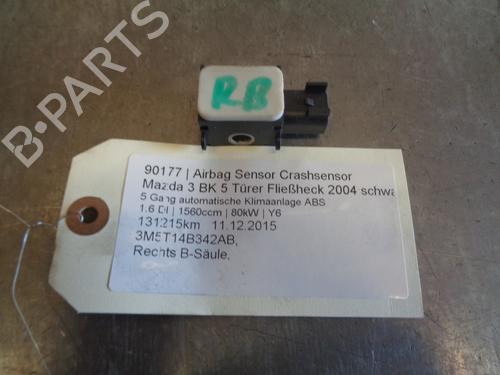 B-PARTS
RB
90177 | Airbag Sensor Crashsensor
Mazda 3 BK 5 Türer Fließheck 2004 schwa
5 Gang automatische Klimaanlage ABS
1.6 DI | 1560ccm | 80kW | Y6
131215km 11.12.2015
3M5T14B342AB,
Rechts B-Säule,